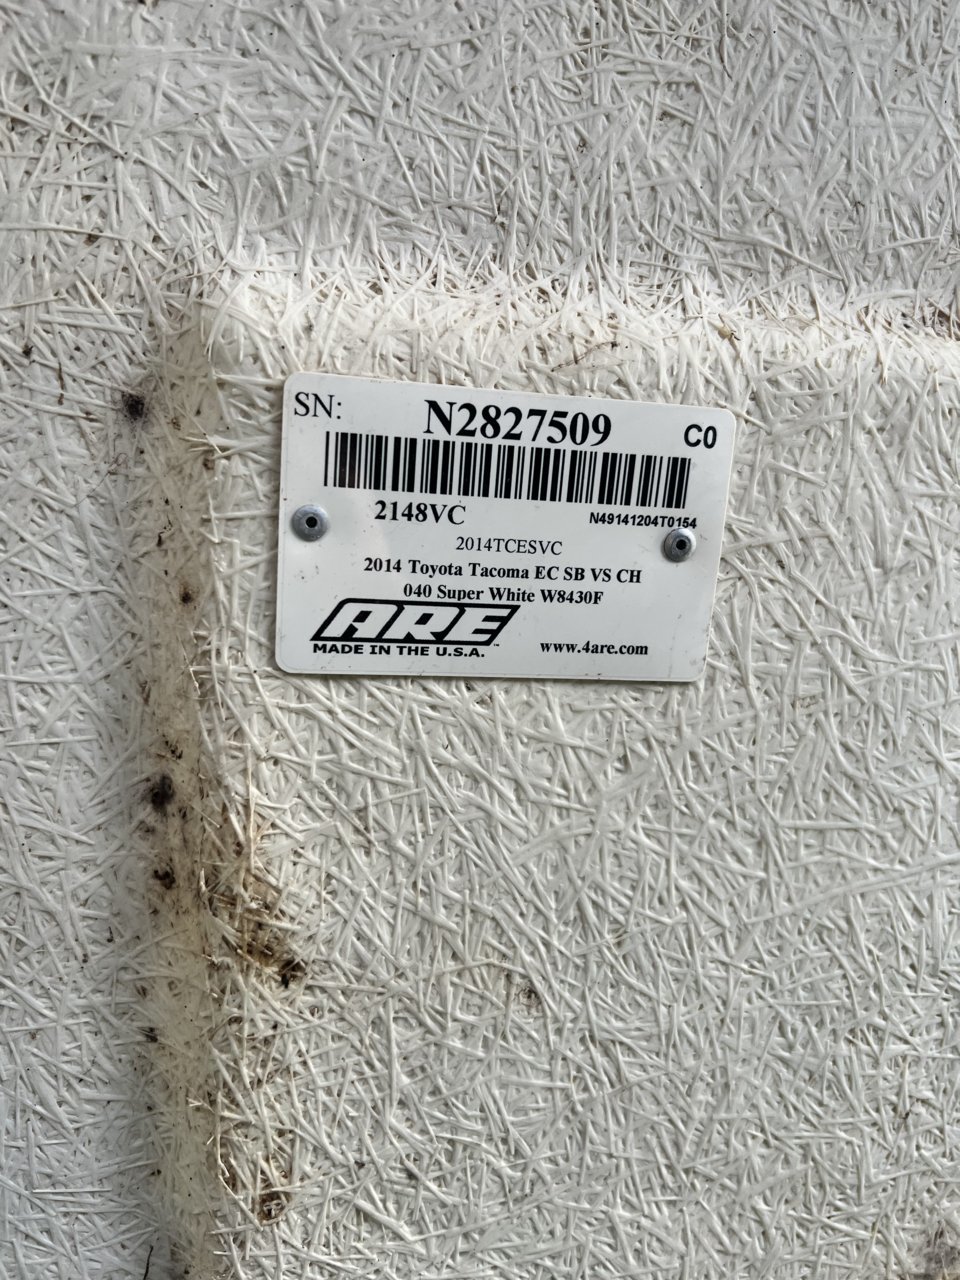 SN: N2827509 C0
2148VC N49141204T0154
2014TCESVC
2014 Toyota Tacoma EC SB VS CH
040 Super White W8430F
ARE™
MADE IN THE U.S.A. www.4are.com